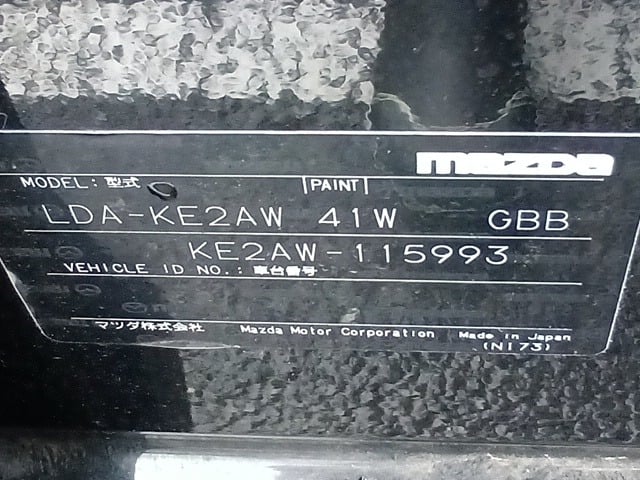 mazda
MODEL: 型式 PAINT
LDA-KE2AW 41W GBB
KE2AW-115993
VEHICLE ID NO.: 車台番号
マツダ株式会社 Mazda Motor Corporation Made in Japan
(N173)